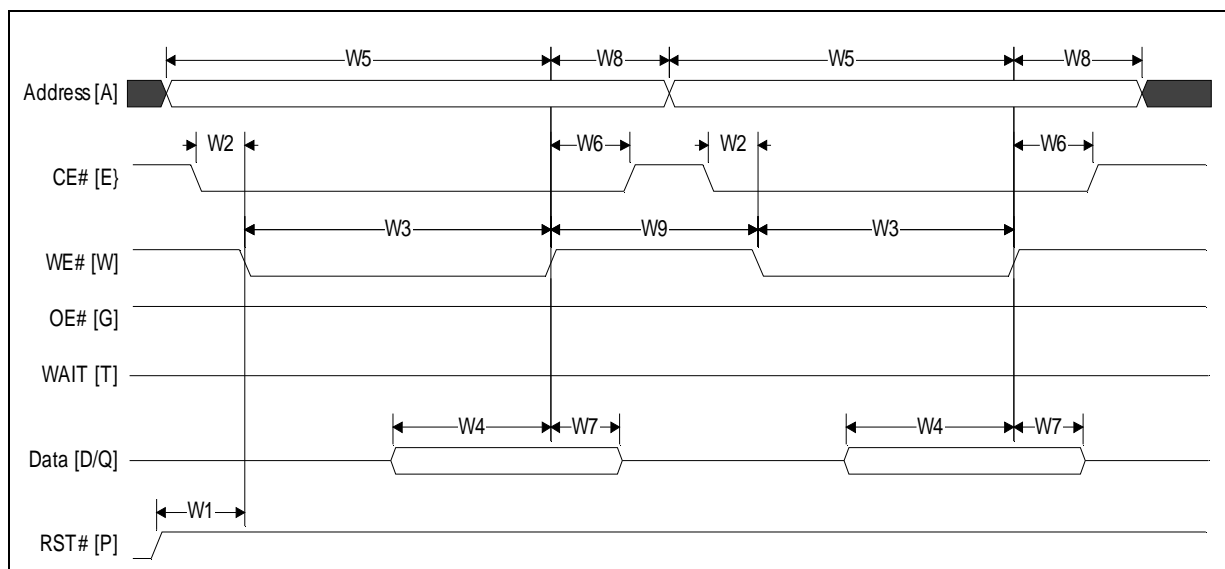 W5 W8 W5 W8
Address [A]
W2 W6 W2 W6
CE# [E}
W3 W9 W3
WE# [W]
OE# [G]
WAIT [T]
W4 W7 W4 W7
Data [D/Q]
W1
RST# [P]